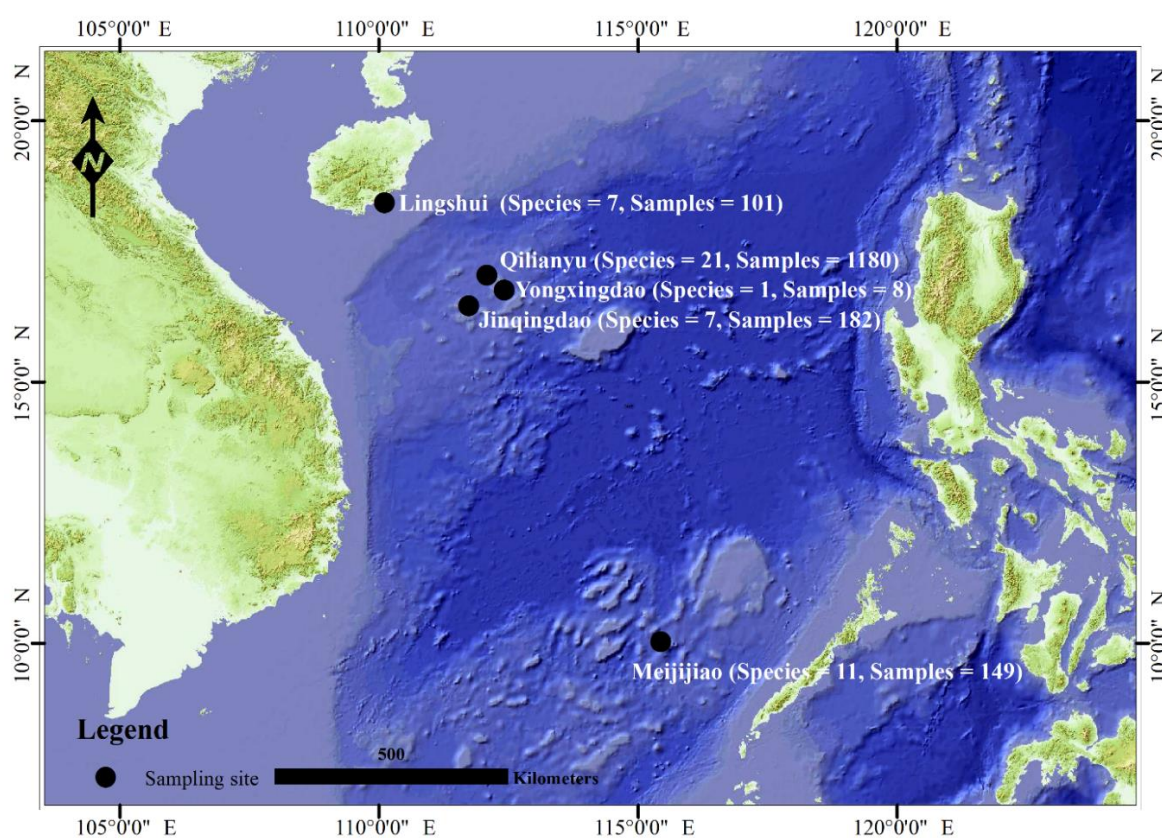 105°0'0" E
110°0'0" E
115°0'0" E
120°0'0" E
20°0'0" N
20°0'0" N
N
Lingshui (Species = 7, Samples = 101)
Qilianyu (Species = 21, Samples = 1180)
Yongxingdao (Species = 1, Samples = 8)
Jinqingdao (Species = 7, Samples = 182)
15°0'0" N
15°0'0" N
10°0'0" N
10°0'0" N
Meijijiao (Species = 11, Samples = 149)
Legend
500
Sampling site
Kilometers
105°0'0" E
110°0'0" E
115°0'0" E
120°0'0" E